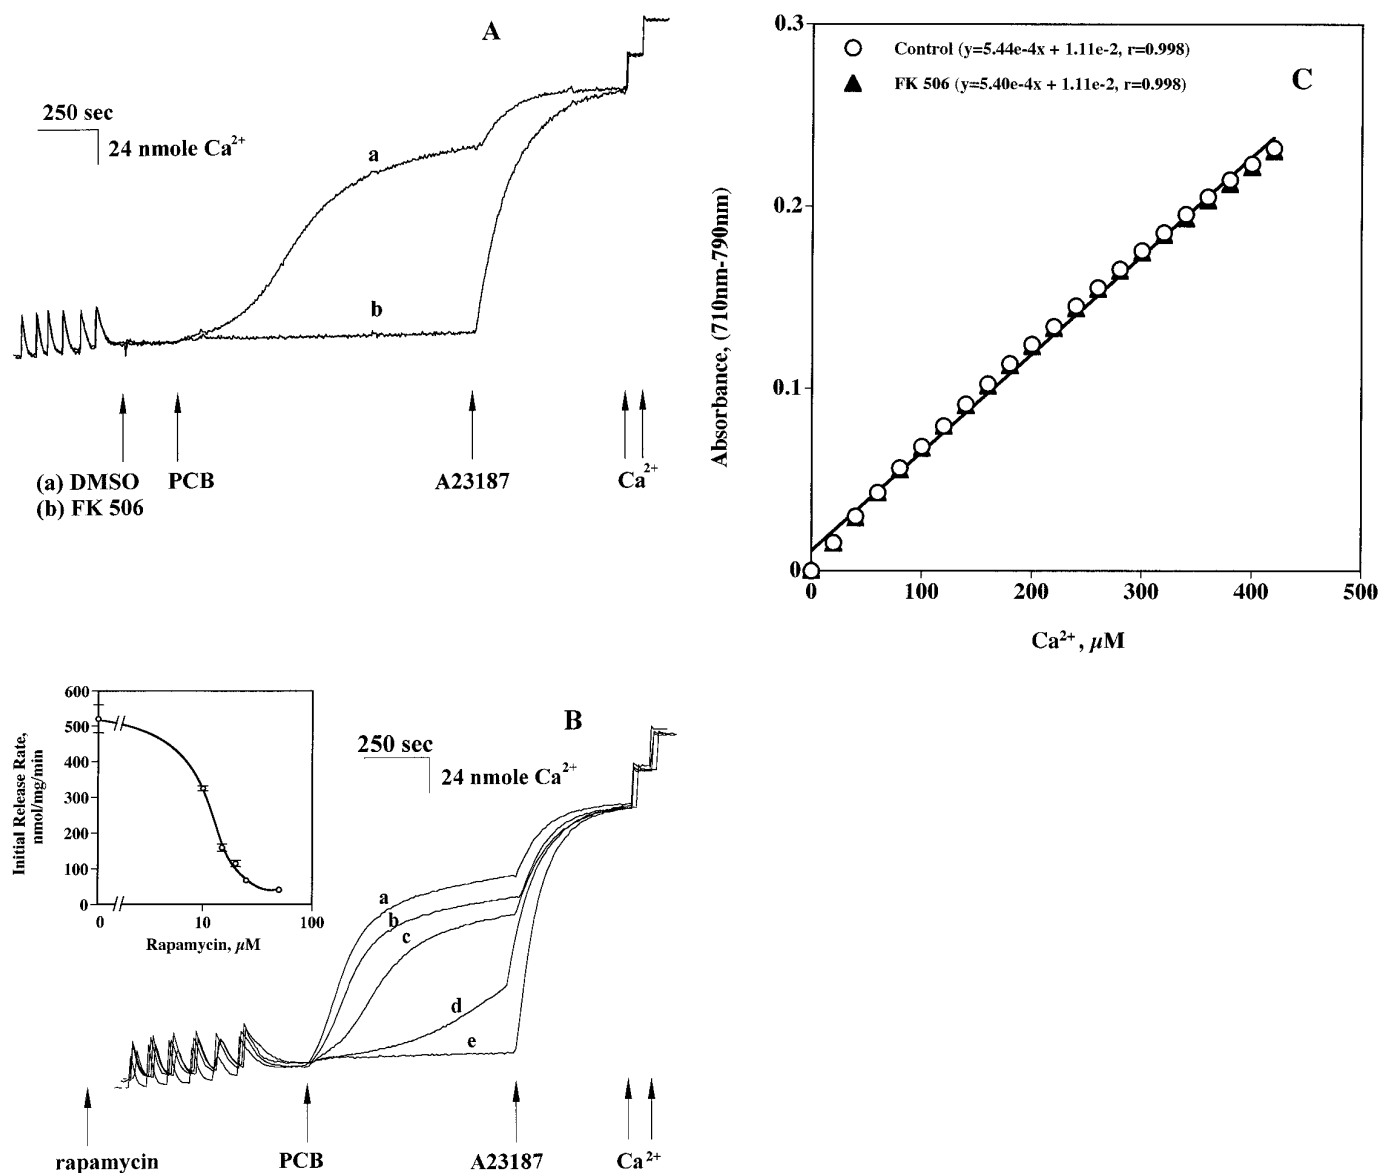 A
250 sec
24 nmole Ca2+
a
b
(a) DMSO PCB A23187 Ca2+
(b) FK 506
0.3
0.2
0.1
0
Absorbance, (710nm-790nm)
Control (y=5.44e-4x + 1.11e-2, r=0.998)
FK 506 (y=5.40e-4x + 1.11e-2, r=0.998)
C
0 100 200 300 400 500
Ca2+, µM
600
500
400
300
200
100
0
Initial Release Rate,
nmol/mg/min
0 10 100
Rapamycin, µM
B
250 sec
24 nmole Ca2+
a
b
c
d
e
rapamycin PCB A23187 Ca2+